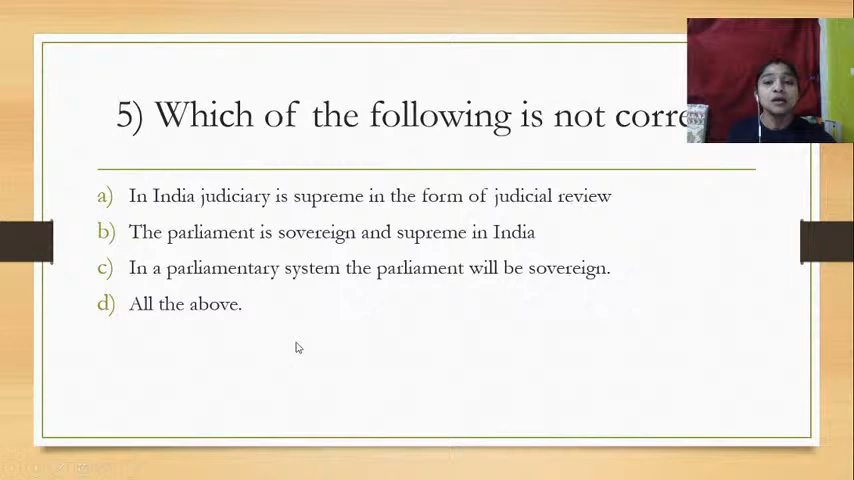 5) Which of the following is not
a) In India judiciary is supreme in the form of judicial review
b) The parliament is sovereign and supreme in India
c) In a parliamentary system the parliament will be sovereign.
d) All the above.